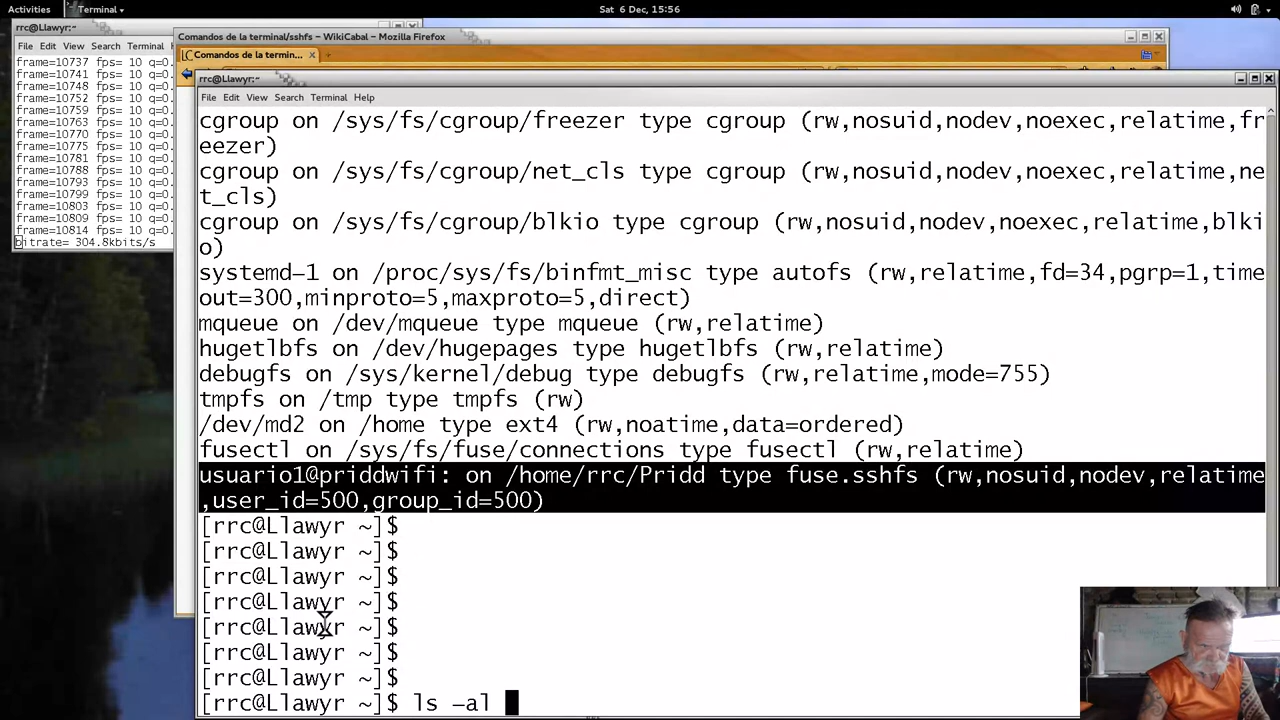 Activities Terminal Sat 6 Dec, 15:56
rrc@Llawyr:~
File Edit View Search Terminal
frame=10737 fps= 10 q=0.
frame=10741 fps= 10 q=0.
frame=10748 fps= 10 q=0.
frame=10752 fps= 10 q=0.
frame=10759 fps= 10 q=0.
frame=10763 fps= 10 q=0.
frame=10770 fps= 10 q=0.
frame=10775 fps= 10 q=0.
frame=10781 fps= 10 q=0.
frame=10788 fps= 10 q=0.
frame=10793 fps= 10 q=0.
frame=10799 fps= 10 q=0.
frame=10803 fps= 10 q=0.
frame=10809 fps= 10 q=0.
frame=10814 fps= 10 q=0.
bitrate= 304.8kbits/s
Comandos de la terminal/sshfs – WikiCabal – Mozilla Firefox
Comandos de la termin...
rrc@Llawyr:~
File Edit View Search Terminal Help
cgroup on /sys/fs/cgroup/freezer type cgroup (rw,nosuid,nodev,noexec,relatime,fr
eezer)
cgroup on /sys/fs/cgroup/net_cls type cgroup (rw,nosuid,nodev,noexec,relatime,ne
t_cls)
cgroup on /sys/fs/cgroup/blkio type cgroup (rw,nosuid,nodev,noexec,relatime,blki
o)
systemd-1 on /proc/sys/fs/binfmt_misc type autofs (rw,relatime,fd=34,pgrp=1,time
out=300,minproto=5,maxproto=5,direct)
mqueue on /dev/mqueue type mqueue (rw,relatime)
hugetlbfs on /dev/hugepages type hugetlbfs (rw,relatime)
debugfs on /sys/kernel/debug type debugfs (rw,relatime,mode=755)
tmpfs on /tmp type tmpfs (rw)
/dev/md2 on /home type ext4 (rw,noatime,data=ordered)
fusectl on /sys/fs/fuse/connections type fusectl (rw,relatime)
usuario1@priddwifi: on /home/rrc/Pridd type fuse.sshfs (rw,nosuid,nodev,relatime
,user_id=500,group_id=500)
[rrc@Llawyr ~]$
[rrc@Llawyr ~]$
[rrc@Llawyr ~]$
[rrc@Llawyr ~]$
[rrc@Llawyr ~]$
[rrc@Llawyr ~]$
[rrc@Llawyr ~]$
[rrc@Llawyr ~]$ ls -al